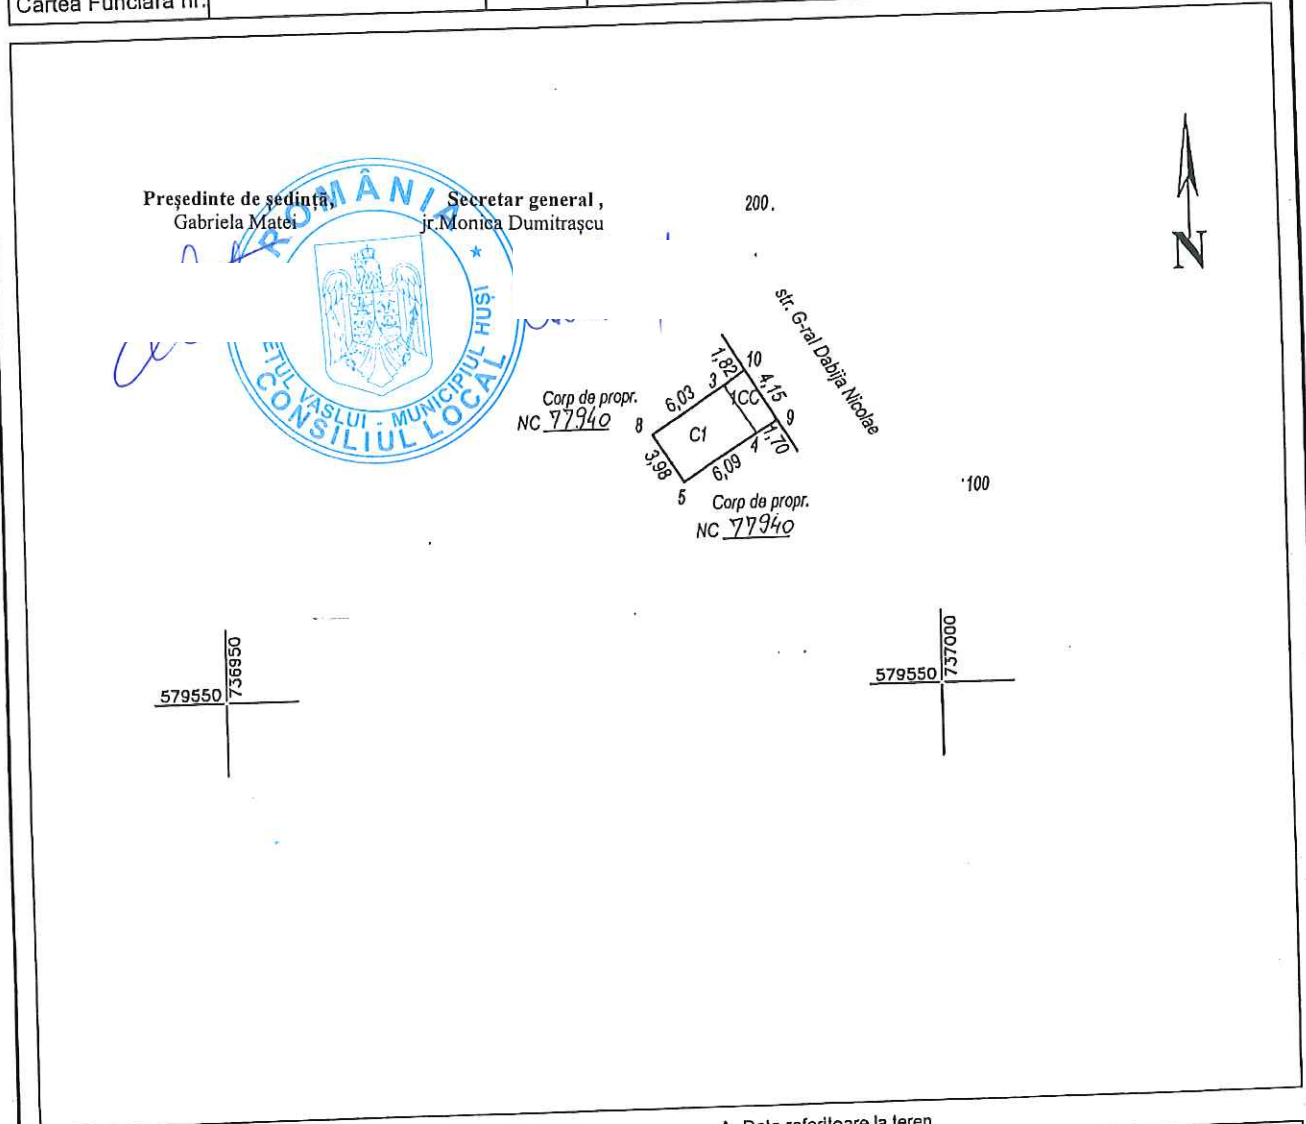 Cartea Funciară nr.
Președinte de ședință,
Gabriela Matei
Secretar general ,
jr.Monica Dumitrașcu
ROMÂNIA
JUDEȚUL VASLUI - MUNICIPIUL HUȘI
CONSILIUL LOCAL
200.
N
str. G-ral Dabija Nicolae
Corp de propr.
NC 77940
8
6,03
3
1,82
10
4,15
1CC
9
1,70
4
C1
3,98
6,09
5
Corp de propr.
NC 77940
100
579550
736950
579550
737000
A. Date referitoare la teren